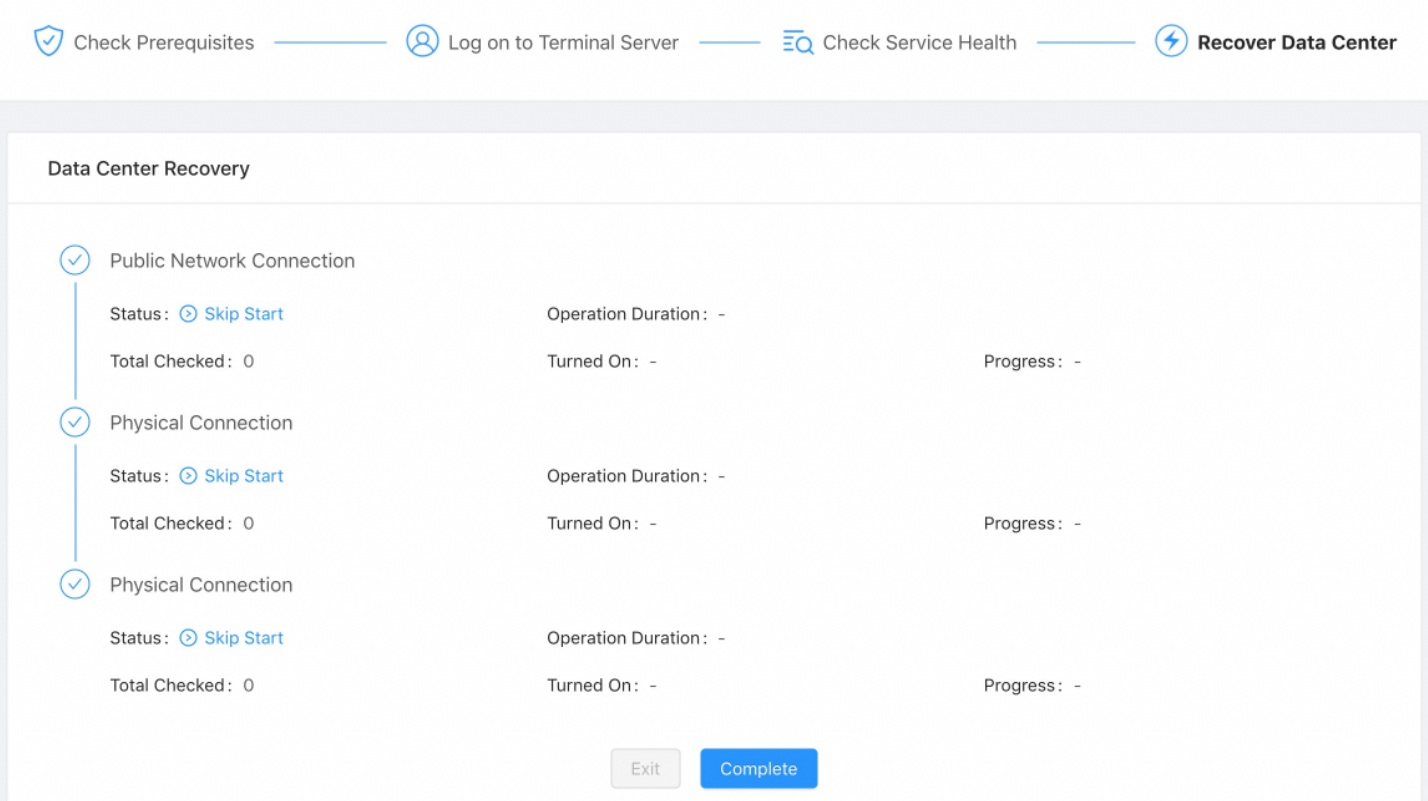 Check Prerequisites Log on to Terminal Server Check Service Health Recover Data Center
Data Center Recovery
Public Network Connection
Status: Skip Start Operation Duration: -
Total Checked: 0 Turned On: - Progress: -
Physical Connection
Status: Skip Start Operation Duration: -
Total Checked: 0 Turned On: - Progress: -
Physical Connection
Status: Skip Start Operation Duration: -
Total Checked: 0 Turned On: - Progress: -
Exit Complete